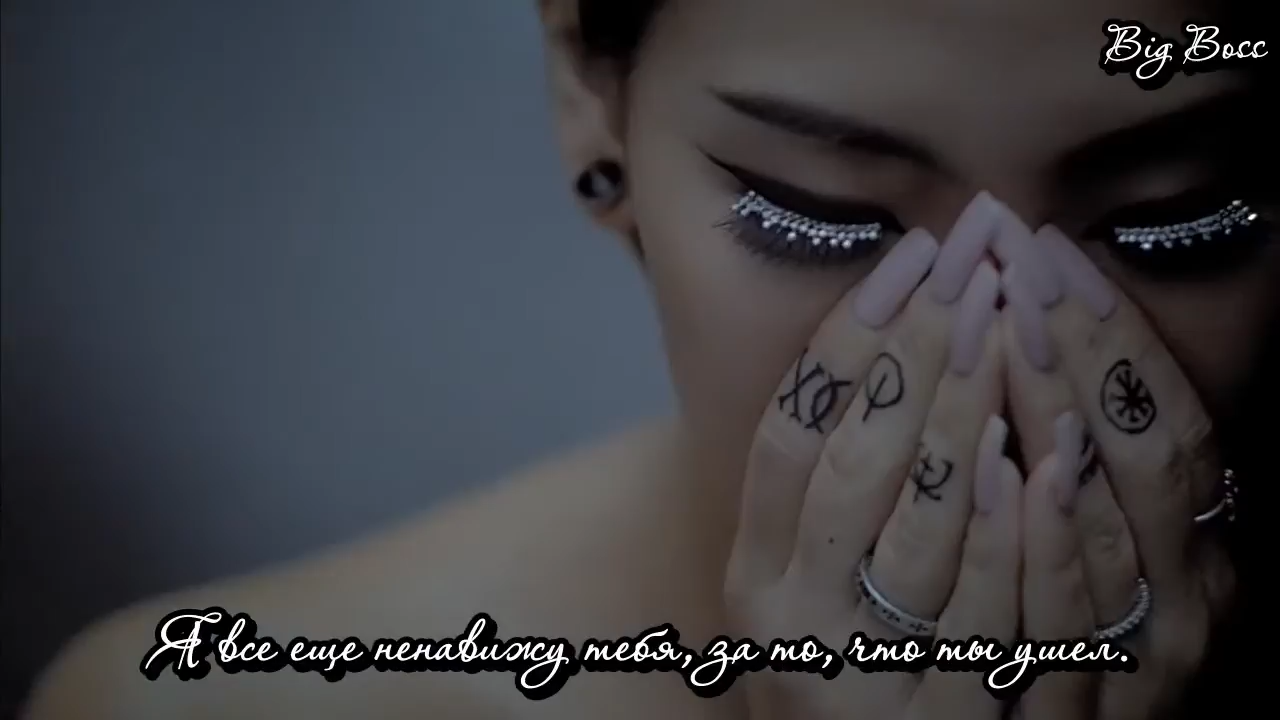 Big Boss
Я все еще ненавижу тебя, за то, что ты ушел.